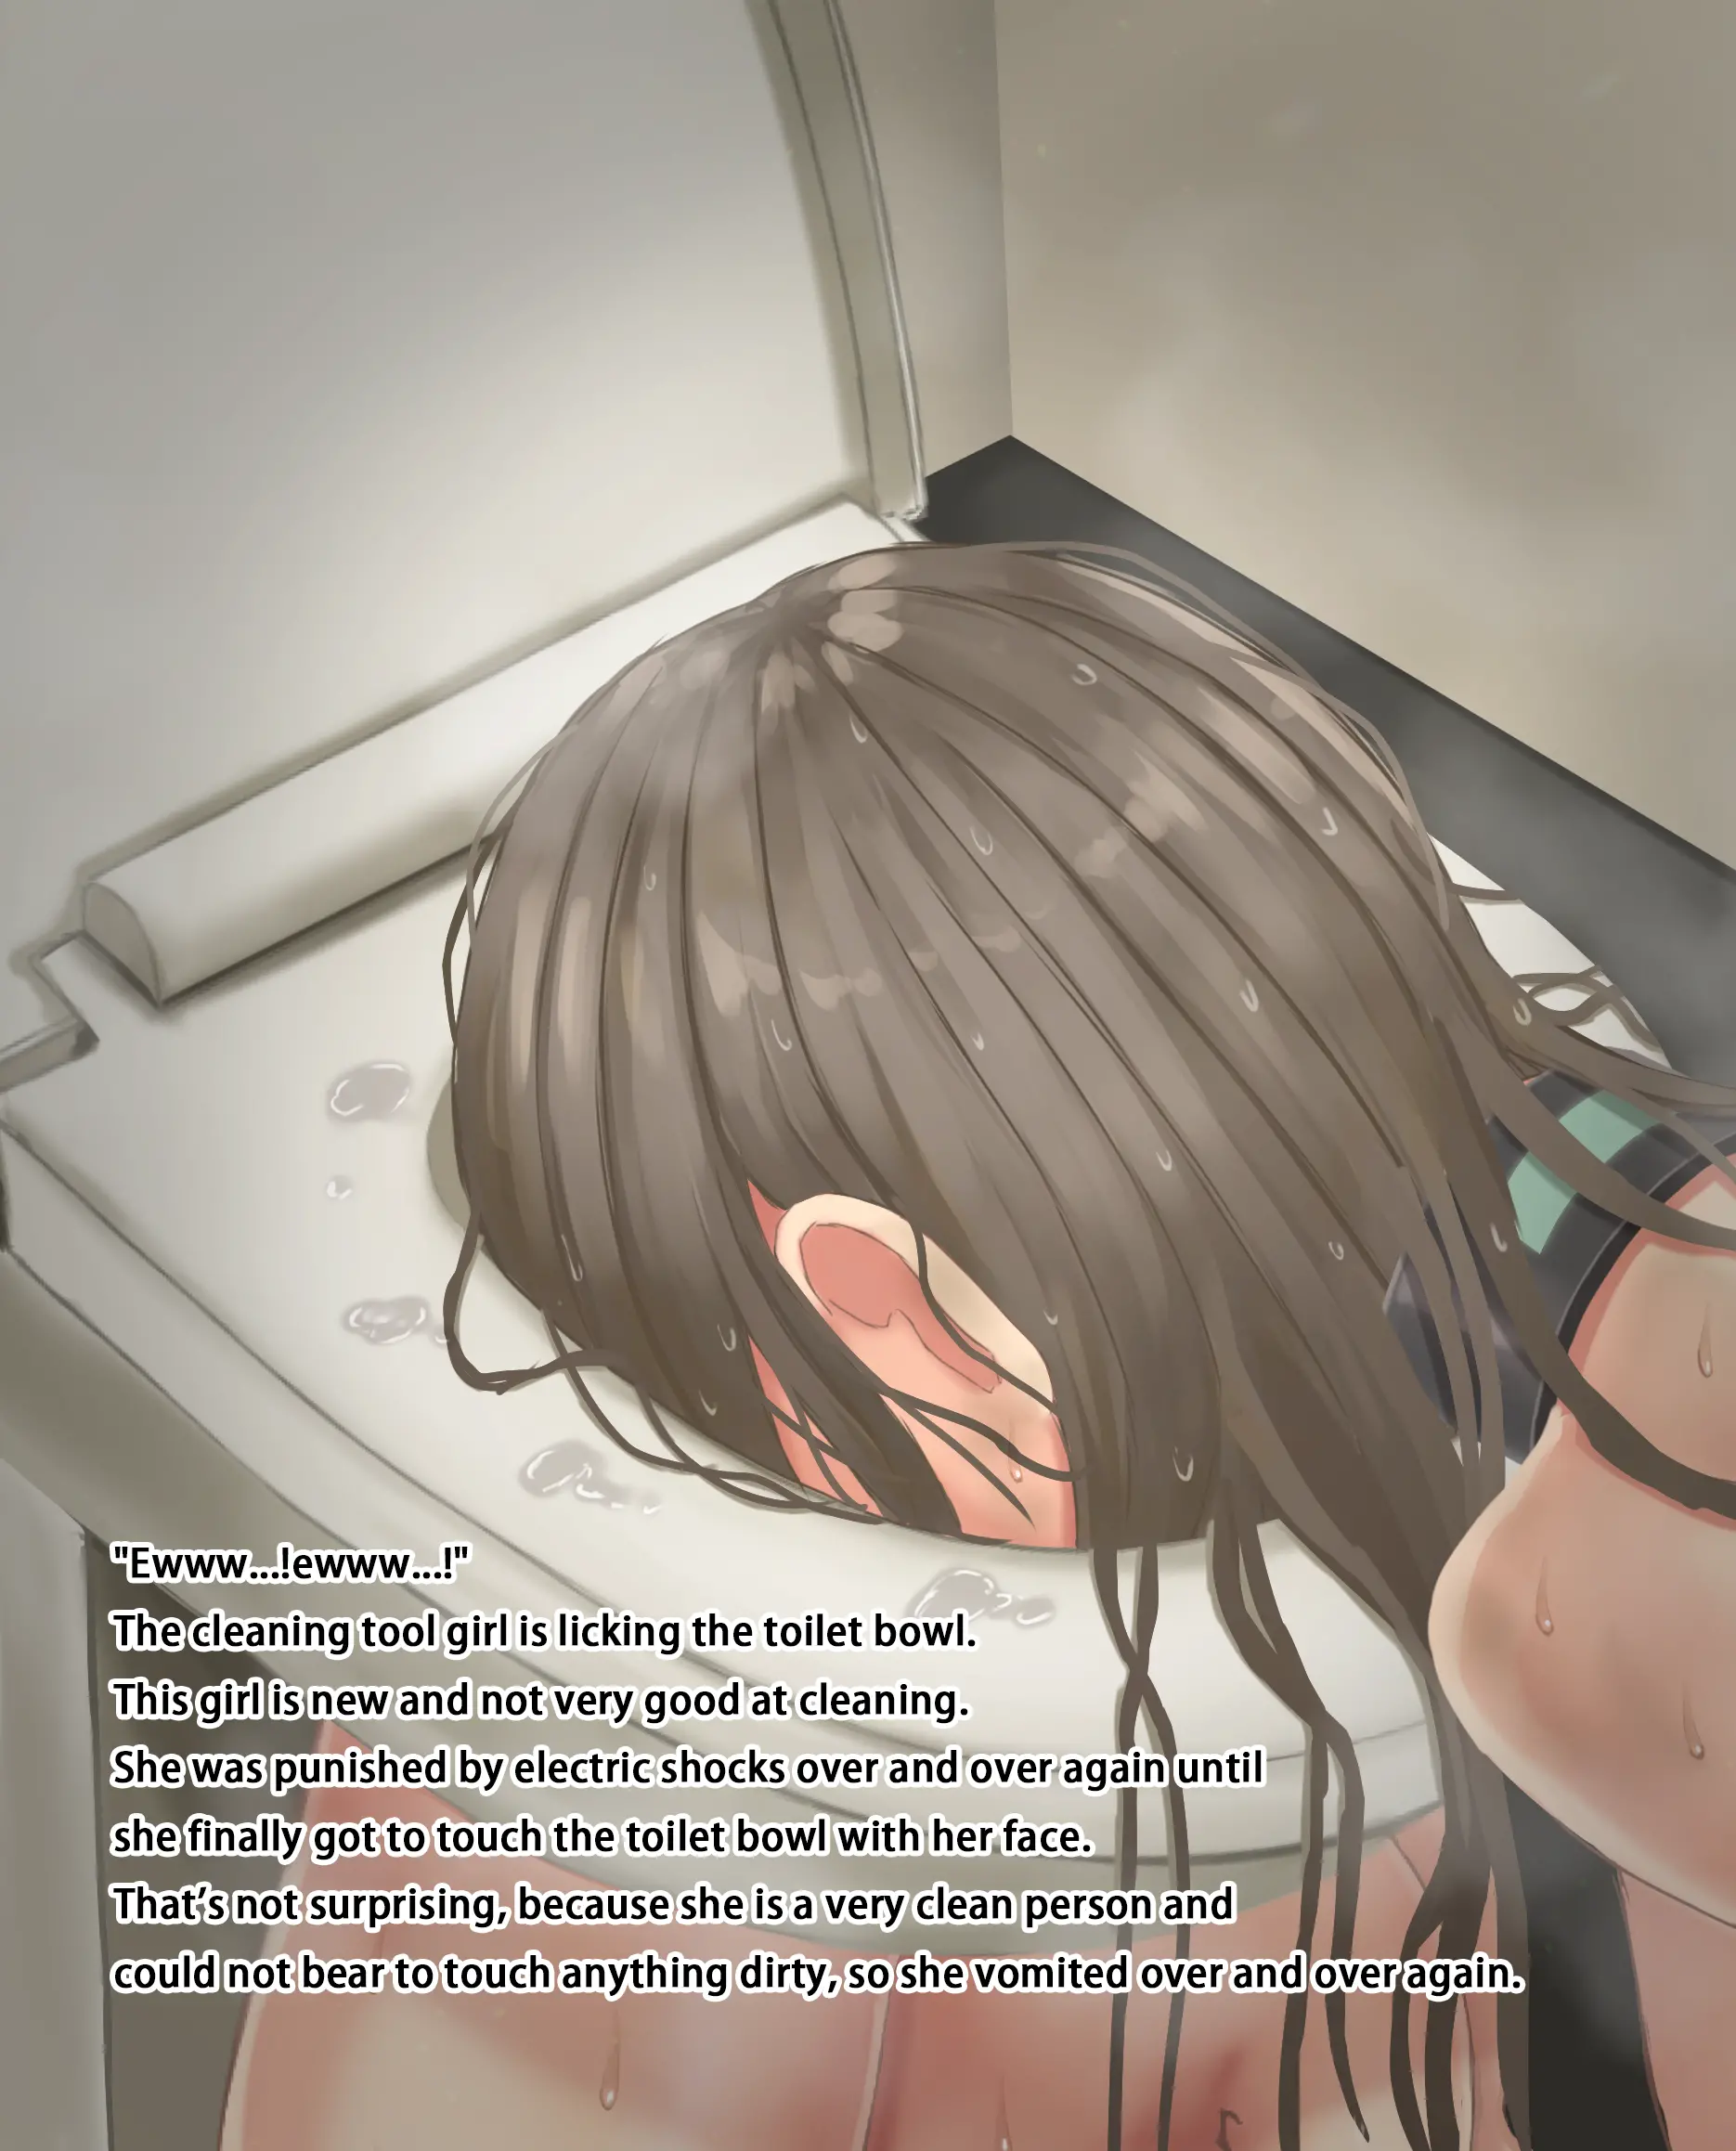 "Ewww...!ewww...!"
The cleaning tool girl is licking the toilet bowl.
This girl is new and not very good at cleaning.
She was punished by electric shocks over and over again until
she finally got to touch the toilet bowl with her face.
That's not surprising, because she is a very clean person and
could not bear to touch anything dirty, so she vomited over and over again.